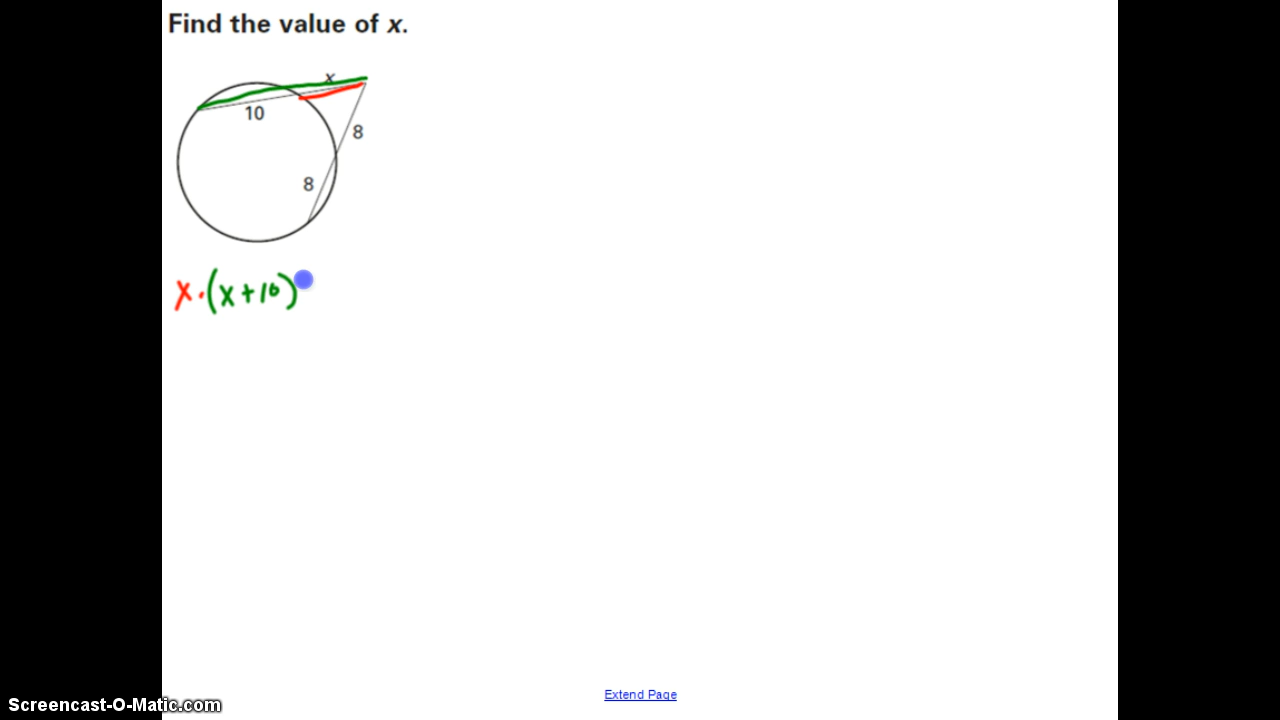 Find the value of x.
x
10
8
8
x·(x+10)
Extend Page
Screencast-O-Matic.com